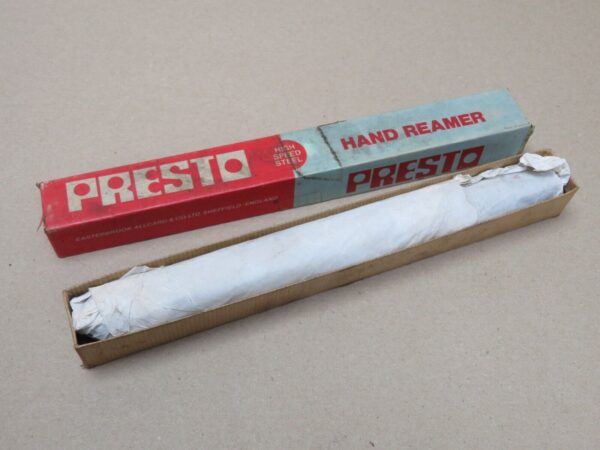 PRESTO
HIGH
SPEED
STEEL
HAND REAMER
PRESTO
EASTERBROOK ALLCARD & CO LTD. SHEFFIELD. ENGLAND